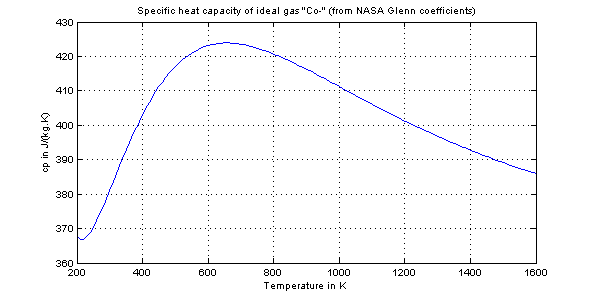 Specific heat capacity of ideal gas "Co-" (from NASA Glenn coefficients)
430
420
410
400
390
380
370
360
cp in J/(kg.K)
200 400 600 800 1000 1200 1400 1600
Temperature in K